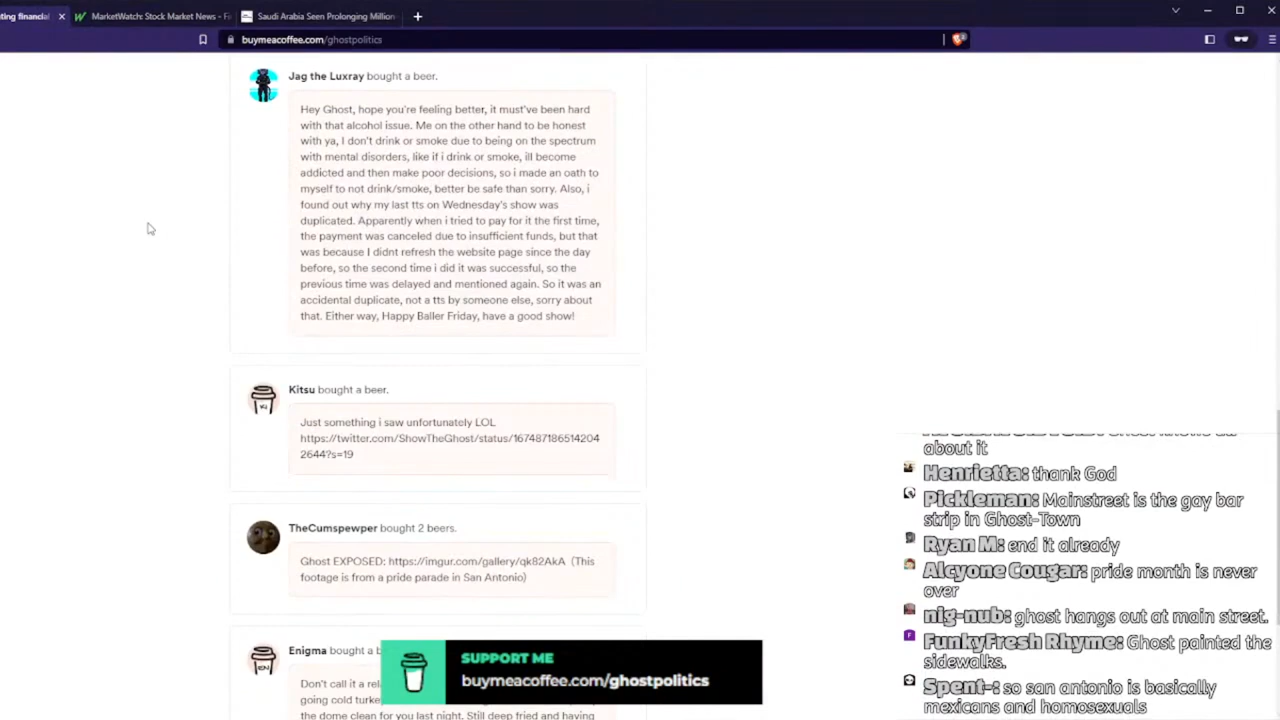 ting financial
MarketWatch: Stock Market News - Fi
Saudi Arabia Seen Prolonging Million
buymeacoffee.com/ghostpolitics
Jag the Luxray bought a beer.
Hey Ghost, hope you're feeling better, it must've been hard
with that alcohol issue. Me on the other hand to be honest
with ya, I don't drink or smoke due to being on the spectrum
with mental disorders, like if i drink or smoke, ill become
addicted and then make poor decisions, so i made an oath to
myself to not drink/smoke, better be safe than sorry. Also, i
found out why my last tts on Wednesday's show was
duplicated. Apparently when i tried to pay for it the first time,
the payment was canceled due to insufficient funds, but that
was because I didnt refresh the website page since the day
before, so the second time i did it was successful, so the
previous time was delayed and mentioned again. So it was an
accidental duplicate, not a tts by someone else, sorry about
that. Either way, Happy Baller Friday, have a good show!
Kitsu bought a beer.
Just something i saw unfortunately LOL
https://twitter.com/ShowTheGhost/status/167487186514204
2644?s=19
TheCumspewper bought 2 beers.
Ghost EXPOSED: https://imgur.com/gallery/qk82AkA (This
footage is from a pride parade in San Antonio)
Enigma bought a b
Don't call it a rel
going cold turke
the dome clean for you last night. Still deep fried and having
SUPPORT ME
buymeacoffee.com/ghostpolitics
about it
Henrietta: thank God
Pickleman: Mainstreet is the gay bar
strip in Ghost-Town
Ryan M: end it already
Alcyone Cougar: pride month is never
over
nig-nub: ghost hangs out at main street.
FunkyFresh Rhyme: Ghost painted the
sidewalks.
Spent-: so san antonio is basically
mexicans and homosexuals